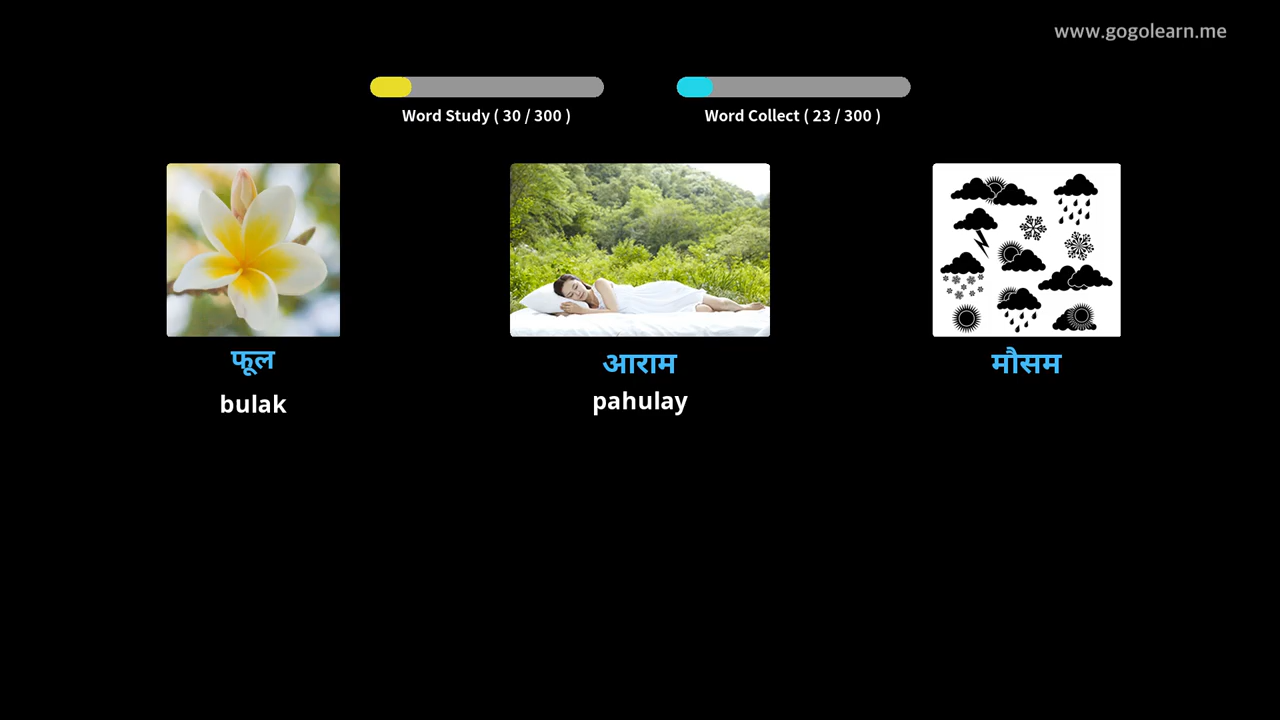 www.gogolearn.me
Word Study ( 30 / 300 )
Word Collect ( 23 / 300 )
फूल
आराम
मौसम
bulak
pahulay